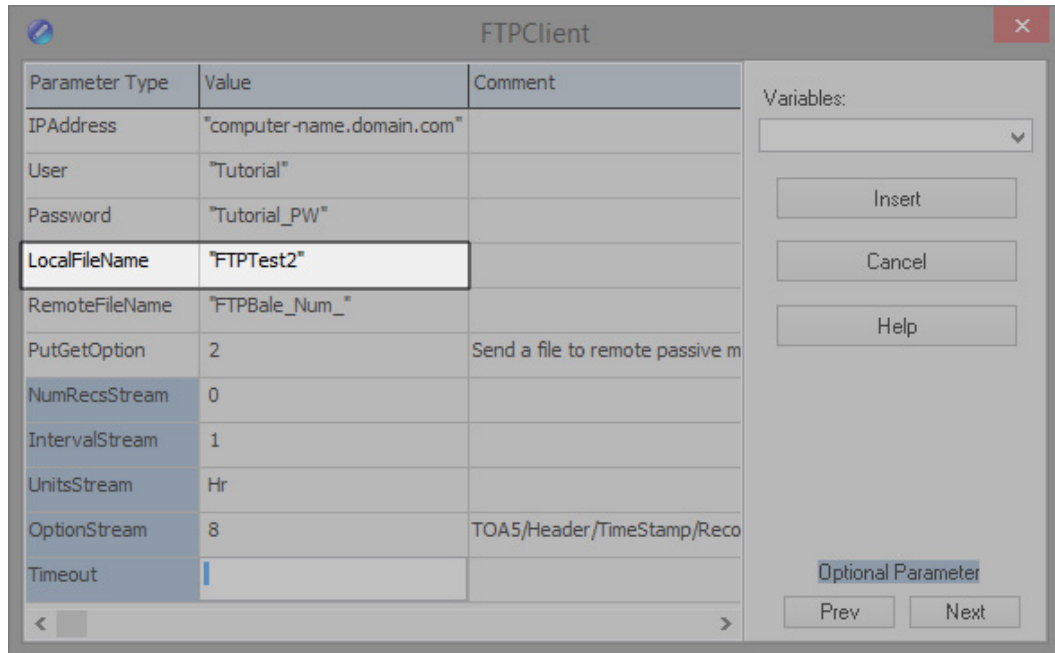 FTPClient
Parameter Type Value Comment
IPAddress "computer-name.domain.com"
User "Tutorial"
Password "Tutorial_PW"
LocalFileName "FTPTest2"
RemoteFileName "FTPBale_Num_"
PutGetOption 2 Send a file to remote passive m
NumRecsStream 0
IntervalStream 1
UnitsStream Hr
OptionStream 8 TOA5/Header/TimeStamp/Reco
Timeout
Variables:
Insert
Cancel
Help
Optional Parameter
Prev Next